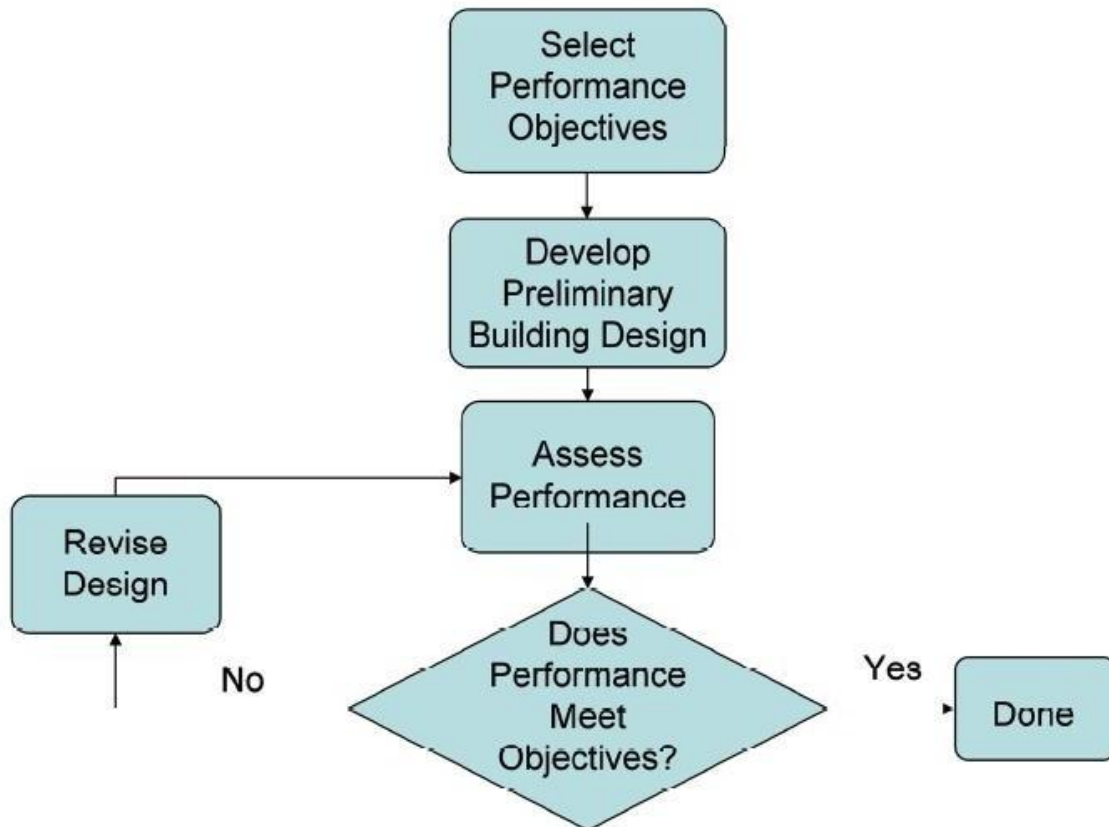 Select
Performance
Objectives
Develop
Preliminary
Building Design
Assess
Performance
Revise
Design
No
Does
Performance
Meet
Objectives?
Yes
Done